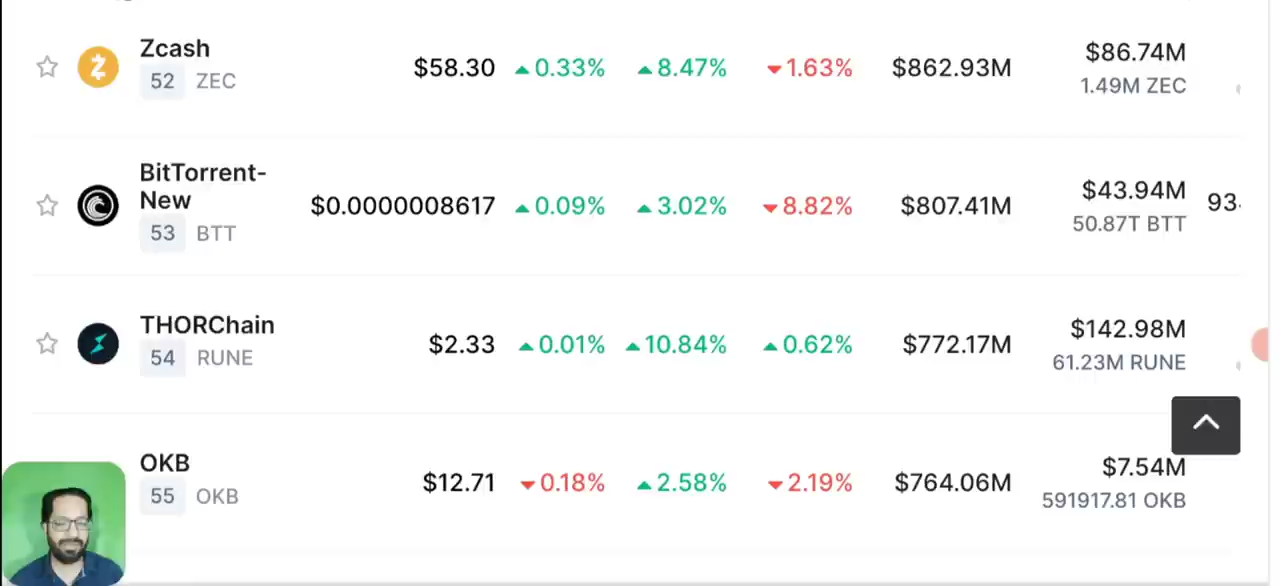 Zcash
52 ZEC
$58.30 0.33% 8.47% 1.63% $862.93M $86.74M
1.49M ZEC
BitTorrent-
New
53 BTT
$0.0000008617 0.09% 3.02% 8.82% $807.41M $43.94M
50.87T BTT
93
THORChain
54 RUNE
$2.33 0.01% 10.84% 0.62% $772.17M $142.98M
61.23M RUNE
OKB
55 OKB
$12.71 0.18% 2.58% 2.19% $764.06M $7.54M
591917.81 OKB